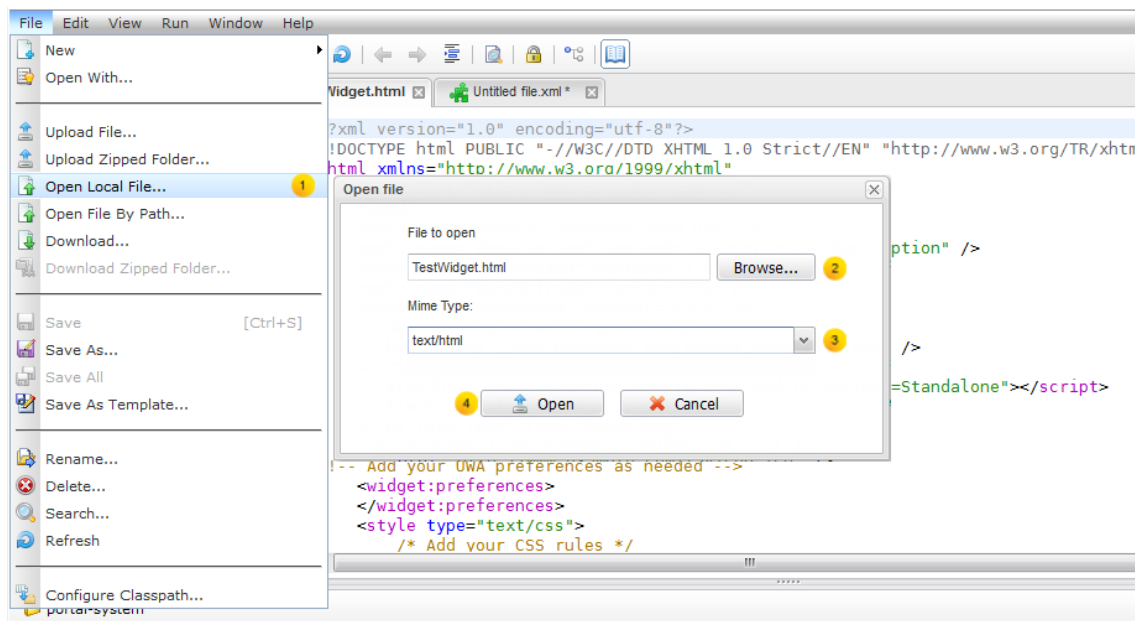 File Edit View Run Window Help
New
Open With...
Upload File...
Upload Zipped Folder...
Open Local File... 1
Open File By Path...
Download...
Download Zipped Folder...
Save [Ctrl+S]
Save As...
Save All
Save As Template...
Rename...
Delete...
Search...
Refresh
Configure Classpath...
portal-system
Widget.html Untitled file.xml *
?xml version="1.0" encoding="utf-8"?>
!DOCTYPE html PUBLIC "-//W3C//DTD XHTML 1.0 Strict//EN" "http://www.w3.org/TR/xhtm
html xmlns="http://www.w3.org/1999/xhtml"
Open file
File to open
TestWidget.html Browse... 2
Mime Type:
text/html 3
4 Open Cancel
ption" />
/>
=Standalone"></script>
!-- Add your UWA preferences as needed -->
<widget:preferences>
</widget:preferences>
<style type="text/css">
/* Add your CSS rules */